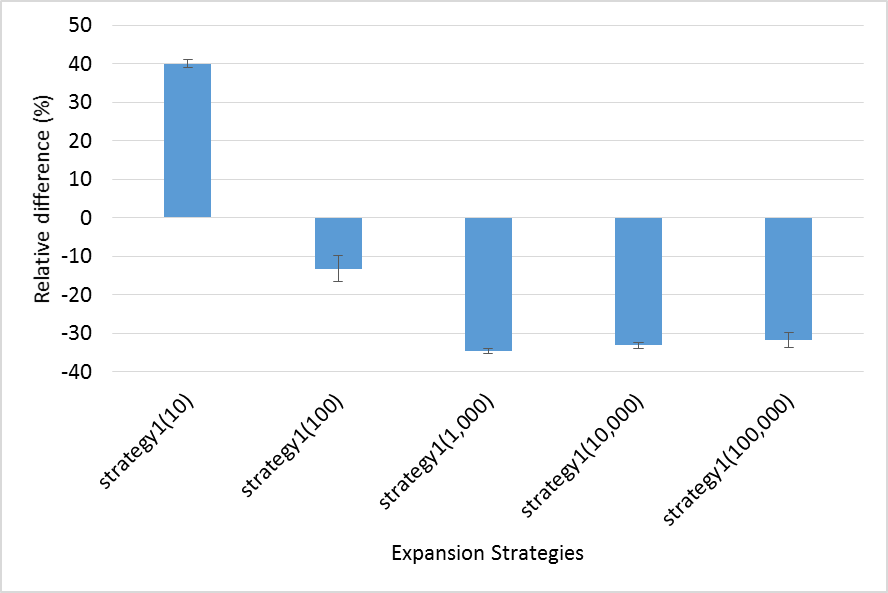 50
40
30
20
10
0
-10
-20
-30
-40
Relative difference (%)
strategy1(10)
strategy1(100)
strategy1(1,000)
strategy1(10,000)
strategy1(100,000)
Expansion Strategies